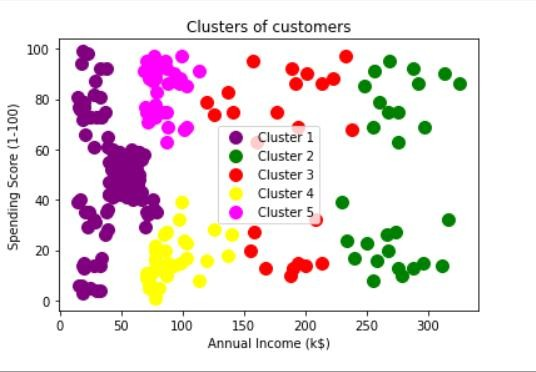 Clusters of customers
100
80
60
40
20
0
Spending Score (1-100)
Cluster 1
Cluster 2
Cluster 3
Cluster 4
Cluster 5
0 50 100 150 200 250 300
Annual Income (k$)